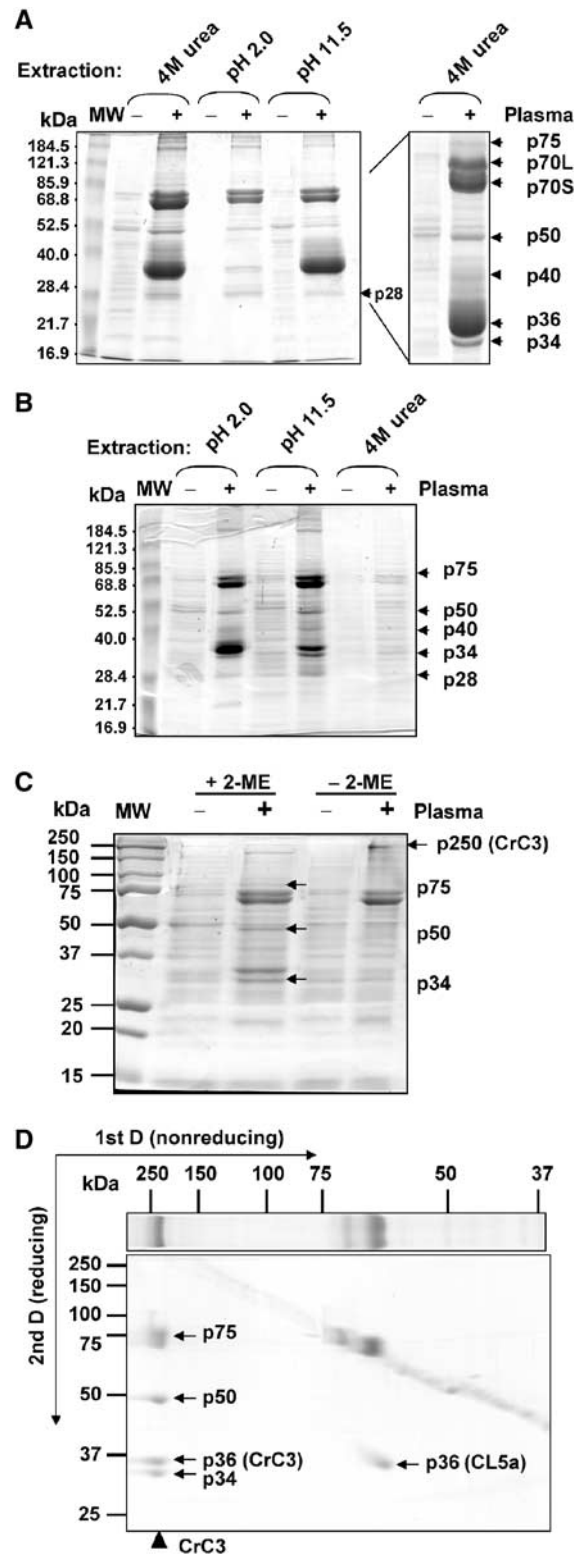 A
Extraction: 4M urea pH 2.0 pH 11.5 4M urea
kDa MW – + – + – + – + Plasma
184.5
121.3
85.9
68.8
52.5
40.0
28.4
21.7
16.9
p28
p75
p70L
p70S
p50
p40
p36
p34
B
Extraction: pH 2.0 pH 11.5 4M urea
kDa MW – + – + – + Plasma
184.5
121.3
85.9
68.8
52.5
40.0
28.4
21.7
16.9
p75
p50
p40
p34
p28
C
+ 2-ME – 2-ME
kDa MW – + – + Plasma
250
150
100
75
50
37
25
20
15
p250 (CrC3)
p75
p50
p34
D
1st D (nonreducing)
kDa 250 150 100 75 50 37
2nd D (reducing)
250
150
100
75
50
37
25
p75
p50
p36 (CrC3)
p34
p36 (CL5a)
CrC3